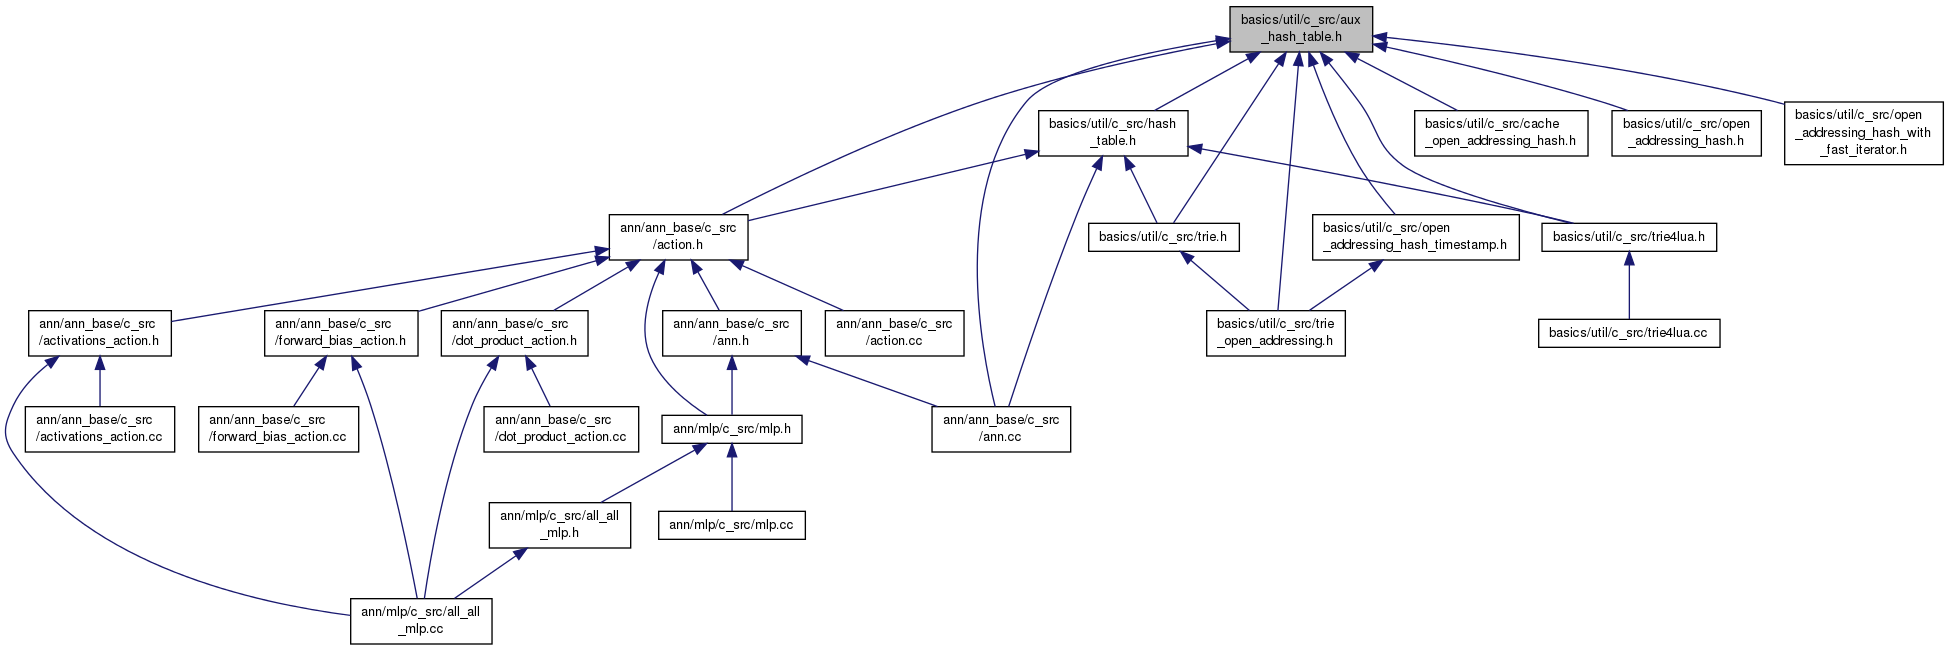 basics/util/c_src/aux
_hash_table.h
basics/util/c_src/hash
_table.h
basics/util/c_src/cache
_open_addressing_hash.h
basics/util/c_src/open
_addressing_hash.h
basics/util/c_src/open
_addressing_hash_with
_fast_iterator.h
ann/ann_base/c_src
/action.h
basics/util/c_src/trie.h
basics/util/c_src/open
_addressing_hash_timestamp.h
basics/util/c_src/trie4lua.h
ann/ann_base/c_src
/activations_action.h
ann/ann_base/c_src
/forward_bias_action.h
ann/ann_base/c_src
/dot_product_action.h
ann/ann_base/c_src
/ann.h
ann/ann_base/c_src
/action.cc
basics/util/c_src/trie
_open_addressing.h
basics/util/c_src/trie4lua.cc
ann/ann_base/c_src
/activations_action.cc
ann/ann_base/c_src
/forward_bias_action.cc
ann/ann_base/c_src
/dot_product_action.cc
ann/mlp/c_src/mlp.h
ann/ann_base/c_src
/ann.cc
ann/mlp/c_src/all_all
_mlp.h
ann/mlp/c_src/mlp.cc
ann/mlp/c_src/all_all
_mlp.cc